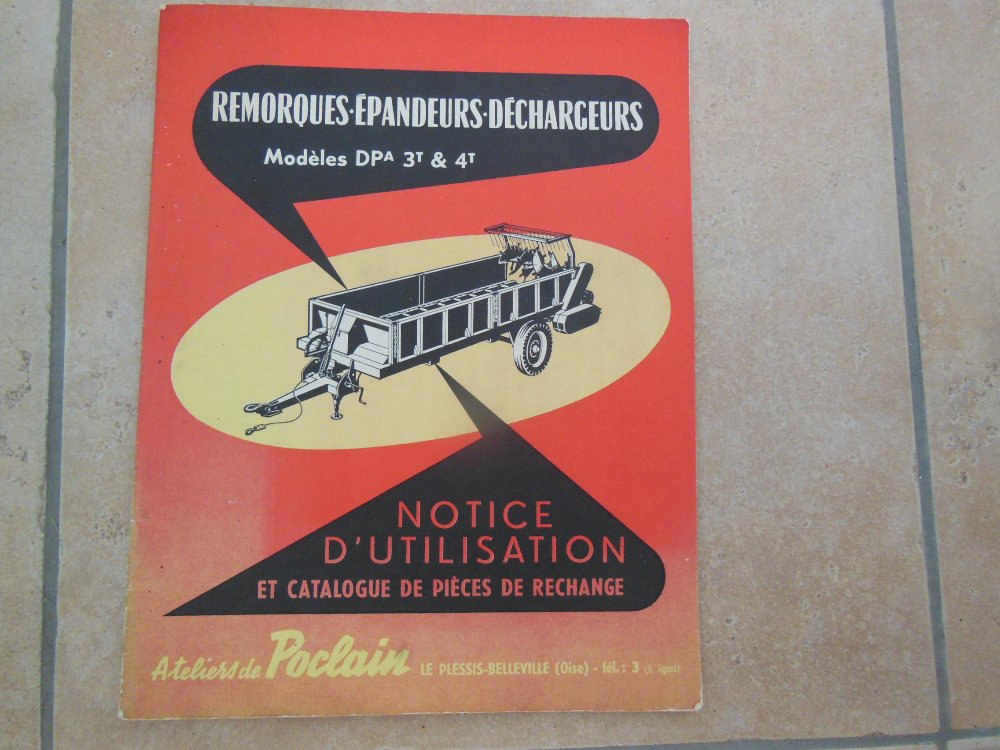 REMORQUES·ÉPANDEURS·DÉCHARGEURS
Modèles DPA 3T & 4T
NOTICE
D'UTILISATION
ET CATALOGUE DE PIÈCES DE RECHANGE
Ateliers de Poclain LE PLESSIS-BELLEVILLE (Oise) - tél. : 3 (5 lignes)